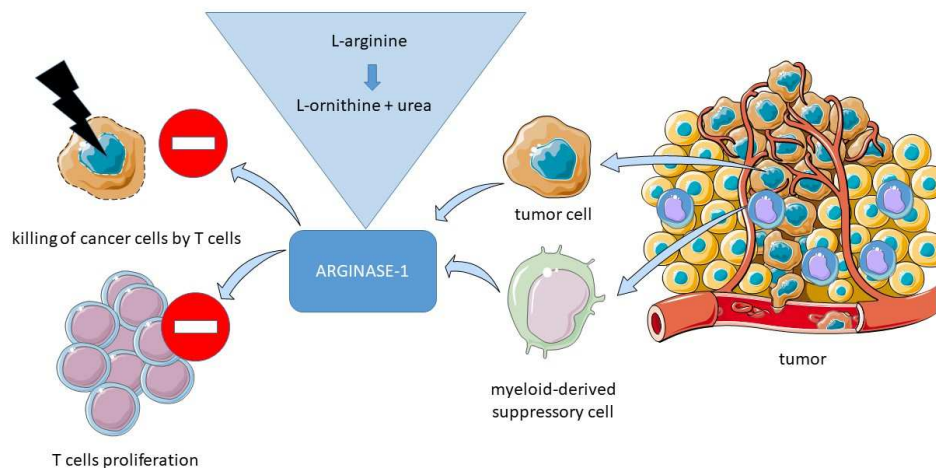 L-arginine
L-ornithine + urea
killing of cancer cells by T cells
ARGINASE-1
tumor cell
T cells proliferation
myeloid-derived
suppressory cell
tumor